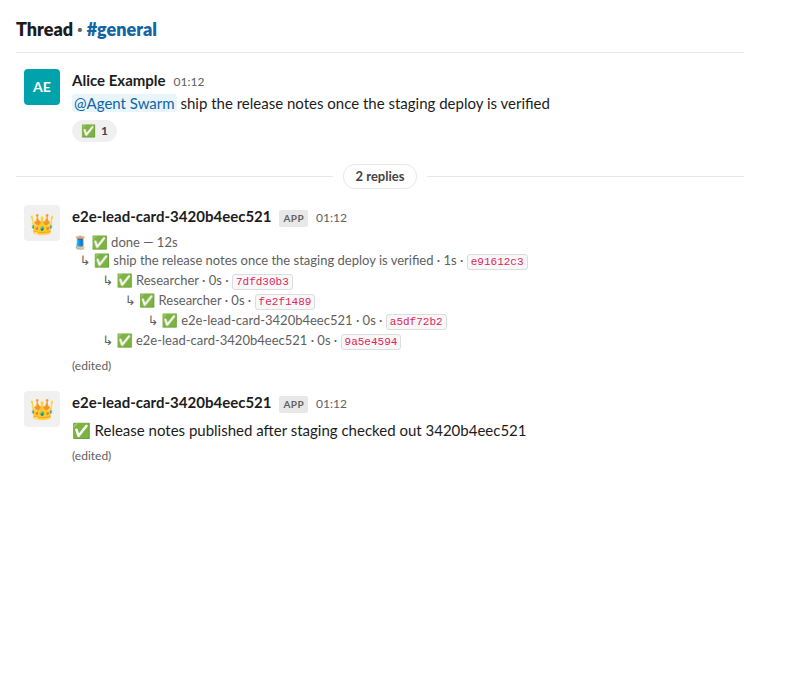 Thread • #general
AE
Alice Example 01:12
@Agent Swarm ship the release notes once the staging deploy is verified
✅ 1
2 replies
e2e-lead-card-3420b4eec521 APP 01:12
🧵 ✅ done — 12s
↳ ✅ ship the release notes once the staging deploy is verified · 1s · e91612c3
↳ ✅ Researcher · 0s · 7dfd30b3
↳ ✅ Researcher · 0s · fe2f1489
↳ ✅ e2e-lead-card-3420b4eec521 · 0s · a5df72b2
↳ ✅ e2e-lead-card-3420b4eec521 · 0s · 9a5e4594
(edited)
e2e-lead-card-3420b4eec521 APP 01:12
✅ Release notes published after staging checked out 3420b4eec521
(edited)